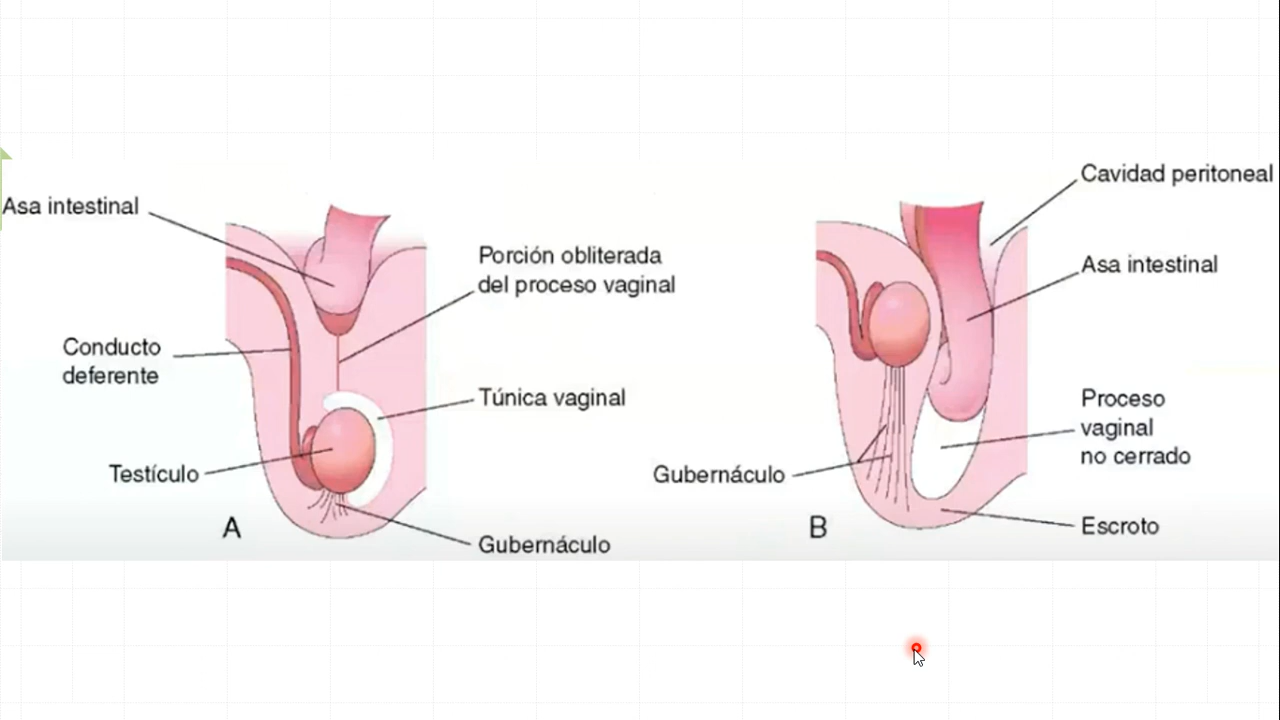 Asa intestinal
Porción obliterada
del proceso vaginal
Conducto
deferente
Túnica vaginal
Testículo
A
Gubernáculo
Cavidad peritoneal
Asa intestinal
Proceso
vaginal
no cerrado
Gubernáculo
B
Escroto